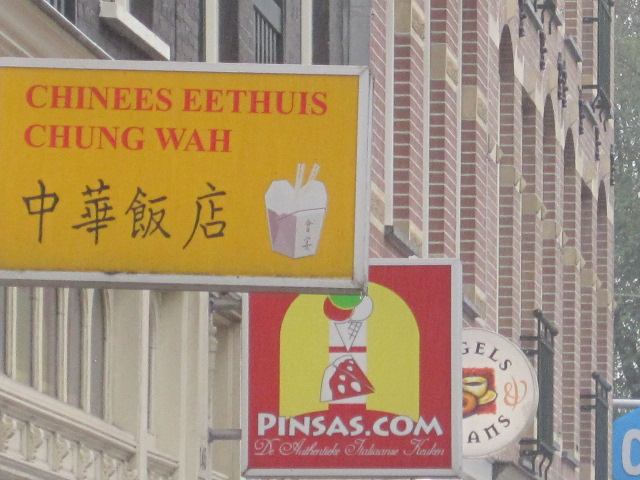 CHINEES EETHUIS
CHUNG WAH
中華飯店
PINSAS.COM
De Authentieke Italiaanse Keuken